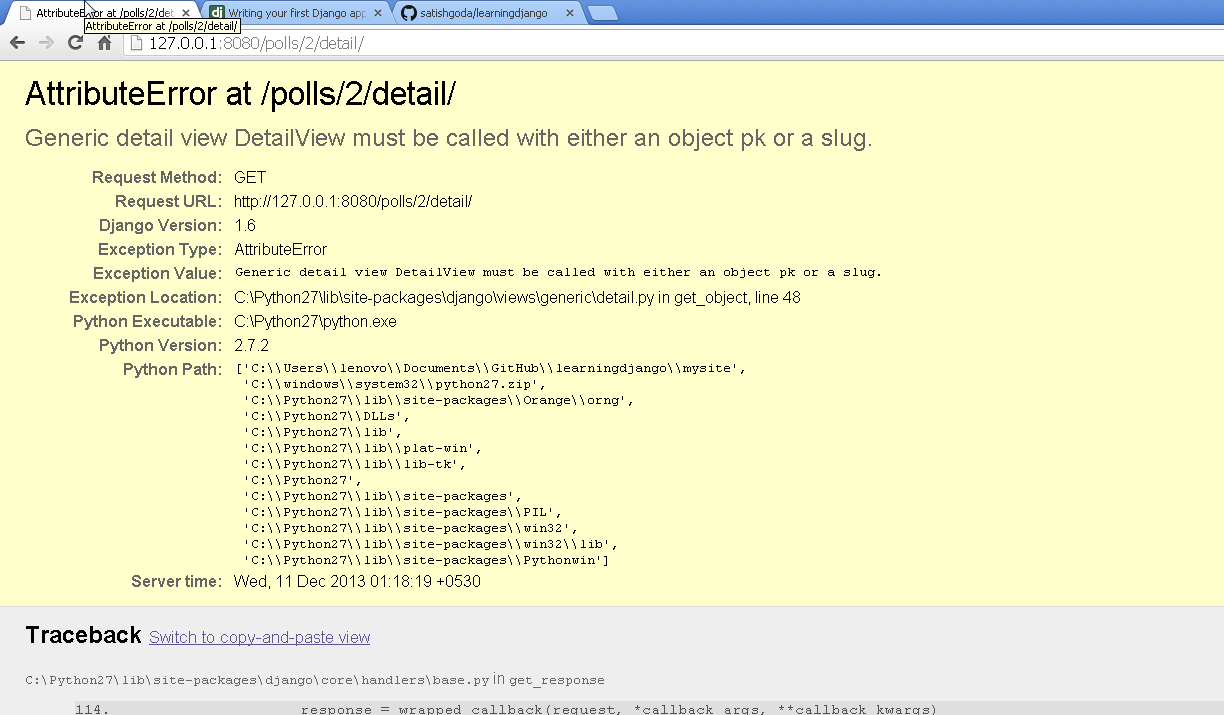 AttributeError at /polls/2/det
Writing your first Django app
satishgoda/learningdjango
AttributeError at /polls/2/detail/
127.0.0.1:8080/polls/2/detail/
AttributeError at /polls/2/detail/
Generic detail view DetailView must be called with either an object pk or a slug.
Request Method: GET
Request URL: http://127.0.0.1:8080/polls/2/detail/
Django Version: 1.6
Exception Type: AttributeError
Exception Value: Generic detail view DetailView must be called with either an object pk or a slug.
Exception Location: C:\Python27\lib\site-packages\django\views\generic\detail.py in get_object, line 48
Python Executable: C:\Python27\python.exe
Python Version: 2.7.2
Python Path: ['C:\\Users\\lenovo\\Documents\\GitHub\\learningdjango\\mysite',
'C:\\windows\\system32\\python27.zip',
'C:\\Python27\\lib\\site-packages\\Orange\\orng',
'C:\\Python27\\DLLs',
'C:\\Python27\\lib',
'C:\\Python27\\lib\\plat-win',
'C:\\Python27\\lib\\lib-tk',
'C:\\Python27',
'C:\\Python27\\lib\\site-packages',
'C:\\Python27\\lib\\site-packages\\PIL',
'C:\\Python27\\lib\\site-packages\\win32',
'C:\\Python27\\lib\\site-packages\\win32\\lib',
'C:\\Python27\\lib\\site-packages\\Pythonwin']
Server time: Wed, 11 Dec 2013 01:18:19 +0530
Traceback Switch to copy-and-paste view
C:\Python27\lib\site-packages\django\core\handlers\base.py in get_response
114. response = wrapped_callback(request, *callback_args, **callback_kwargs)